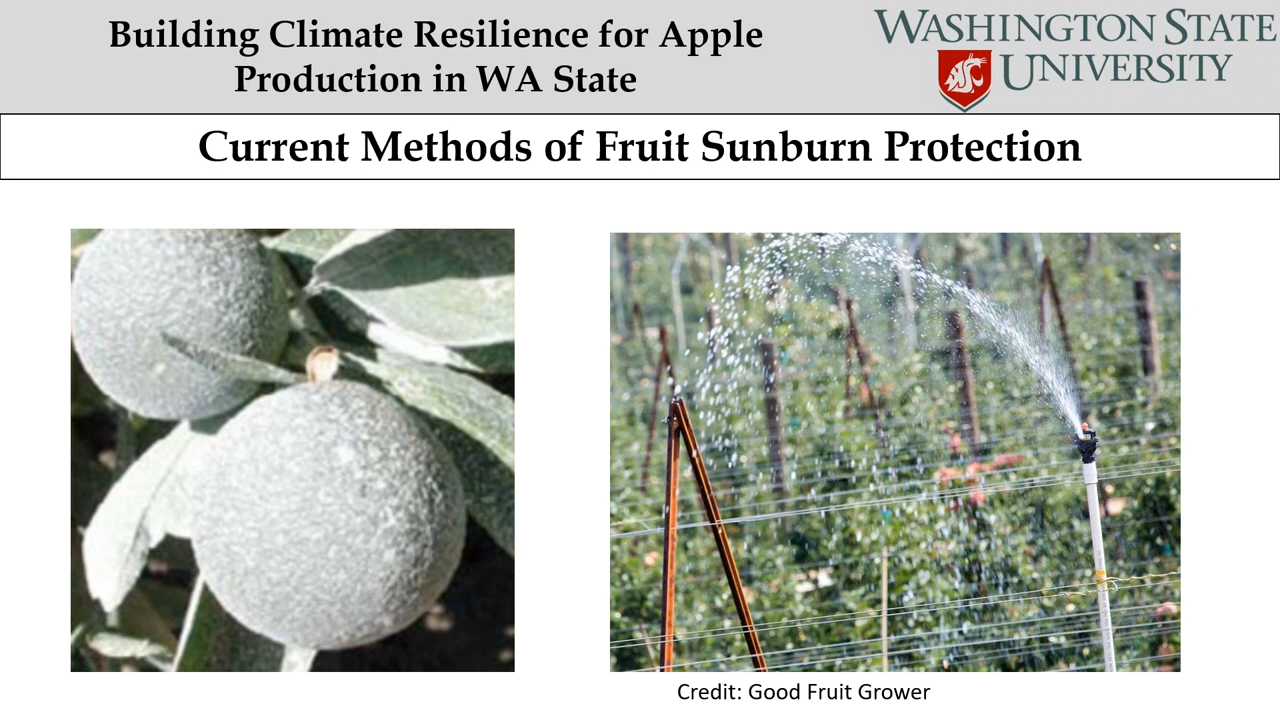 Building Climate Resilience for Apple
Production in WA State
WASHINGTON STATE
UNIVERSITY
Current Methods of Fruit Sunburn Protection
Credit: Good Fruit Grower